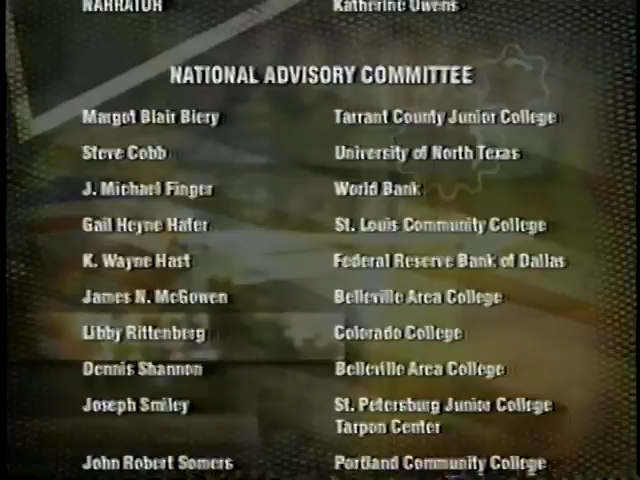 NARRATOR Katherine Owens
NATIONAL ADVISORY COMMITTEE
Margot Blair Biery Tarrant County Junior College
Steve Cobb University of North Texas
J. Michael Finger World Bank
Gail Heyne Hafer St. Louis Community College
K. Wayne Hast Federal Reserve Bank of Dallas
James N. McGowen Belleville Area College
Libby Rittenberg Colorado College
Dennis Shannon Belleville Area College
Joseph Smiley St. Petersburg Junior College
Tarpon Center
John Robert Somers Portland Community College